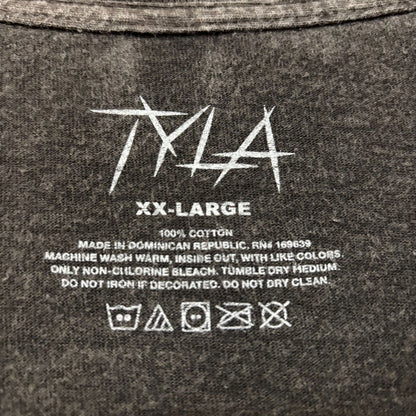 TYLA
XX-LARGE
100% COTTON
MADE IN DOMINICAN REPUBLIC. RN# 169639
MACHINE WASH WARM, INSIDE OUT, WITH LIKE COLORS.
ONLY NON-CHLORINE BLEACH. TUMBLE DRY MEDIUM.
DO NOT IRON IF DECORATED. DO NOT DRY CLEAN.